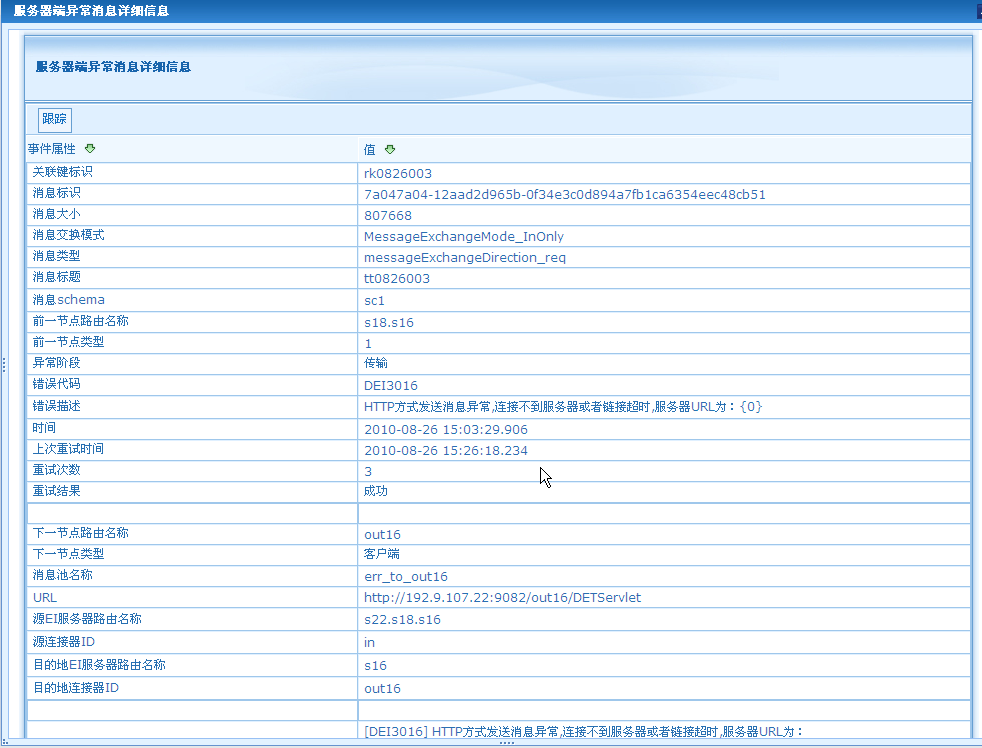 服务器端异常消息详细信息
服务器端异常消息详细信息
跟踪
事件属性 值
关联键标识 rk0826003
消息标识 7a047a04-12aad2d965b-0f34e3c0d894a7fb1ca6354eec48cb51
消息大小 807668
消息交换模式 MessageExchangeMode_InOnly
消息类型 messageExchangeDirection_req
消息标题 tt0826003
消息schema sc1
前一节点路由名称 s18.s16
前一节点类型 1
异常阶段 传输
错误代码 DEI3016
错误描述 HTTP方式发送消息异常,连接不到服务器或者链接超时,服务器URL为：{0}
时间 2010-08-26 15:03:29.906
上次重试时间 2010-08-26 15:26:18.234
重试次数 3
重试结果 成功
下一节点路由名称 out16
下一节点类型 客户端
消息池名称 err_to_out16
URL http://192.9.107.22:9082/out16/DETServlet
源EI服务器路由名称 s22.s18.s16
源连接器ID in
目的地EI服务器路由名称 s16
目的地连接器ID out16
[DEI3016] HTTP方式发送消息异常,连接不到服务器或者链接超时,服务器URL为：